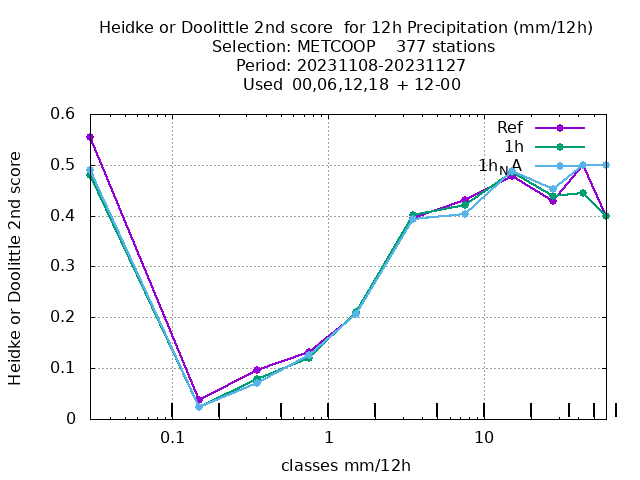 Heidke or Doolittle 2nd score  for 12h Precipitation (mm/12h)
Selection: METCOOP    377 stations
Period: 20231108-20231127
Used  00,06,12,18  + 12-00
Heidke or Doolittle 2nd score
0.6
0.5
0.4
0.3
0.2
0.1
0
Ref
1h
1hNA
0.1
1
10
classes mm/12h